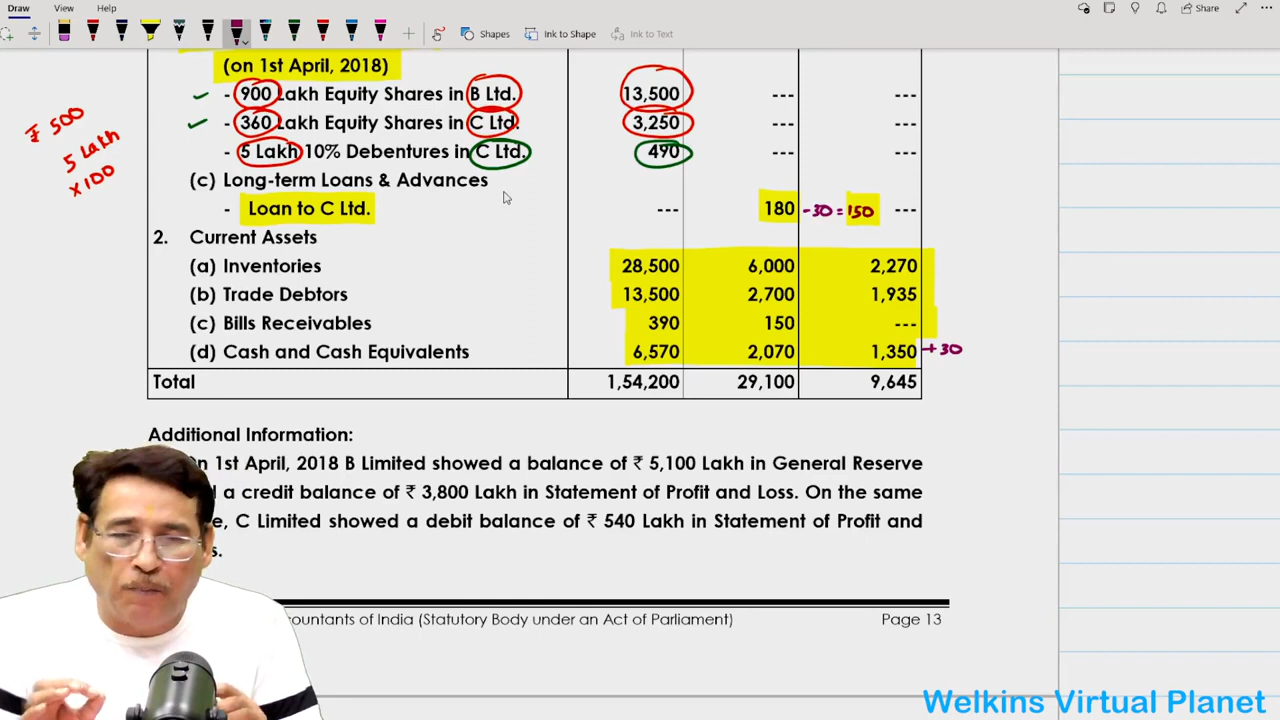 Draw View Help
Share
Shapes Ink to Shape Ink to Text
(on 1st April, 2018)
- 900 Lakh Equity Shares in B Ltd. 13,500 --- ---
- 360 Lakh Equity Shares in C Ltd. 3,250 --- ---
- 5 Lakh 10% Debentures in C Ltd. 490 --- ---
₹ 500
5 Lakh
x100
(c) Long-term Loans & Advances
- Loan to C Ltd. --- 180 -30 = 150 ---
2. Current Assets
(a) Inventories 28,500 6,000 2,270
(b) Trade Debtors 13,500 2,700 1,935
(c) Bills Receivables 390 150 ---
(d) Cash and Cash Equivalents 6,570 2,070 1,350 +30
Total 1,54,200 29,100 9,645
Additional Information:
n 1st April, 2018 B Limited showed a balance of ₹ 5,100 Lakh in General Reserve
a credit balance of ₹ 3,800 Lakh in Statement of Profit and Loss. On the same
e, C Limited showed a debit balance of ₹ 540 Lakh in Statement of Profit and
s.
countants of India (Statutory Body under an Act of Parliament) Page 13
Welkins Virtual Planet